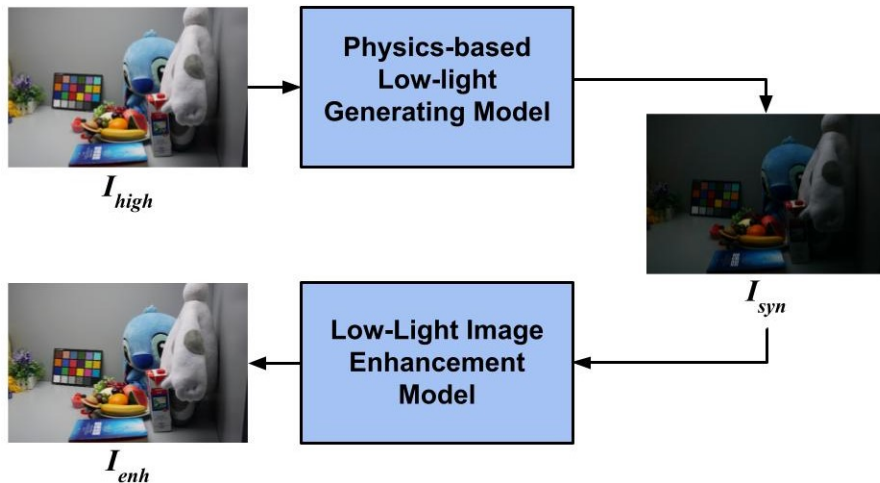 Physics-based
Low-light
Generating Model
I_high
I_syn
Low-Light Image
Enhancement
Model
I_enh